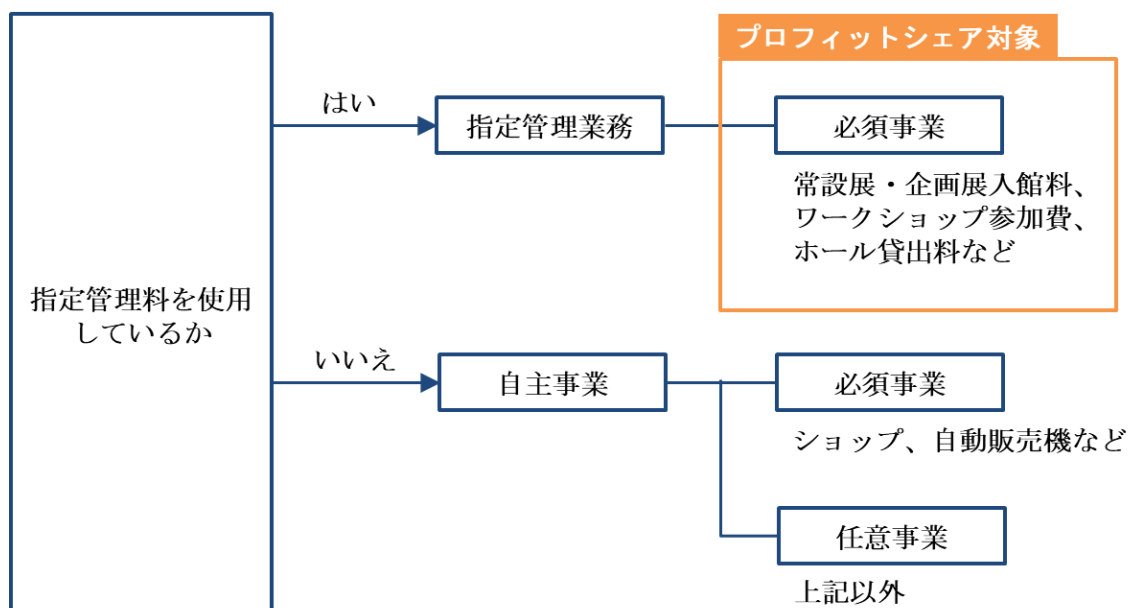 プロフィットシェア対象
はい
指定管理業務
必須事業
常設展・企画展入館料、
ワークショップ参加費、
ホール貸出料など
指定管理料を使用
しているか
いいえ
自主事業
必須事業
ショップ、自動販売機など
任意事業
上記以外